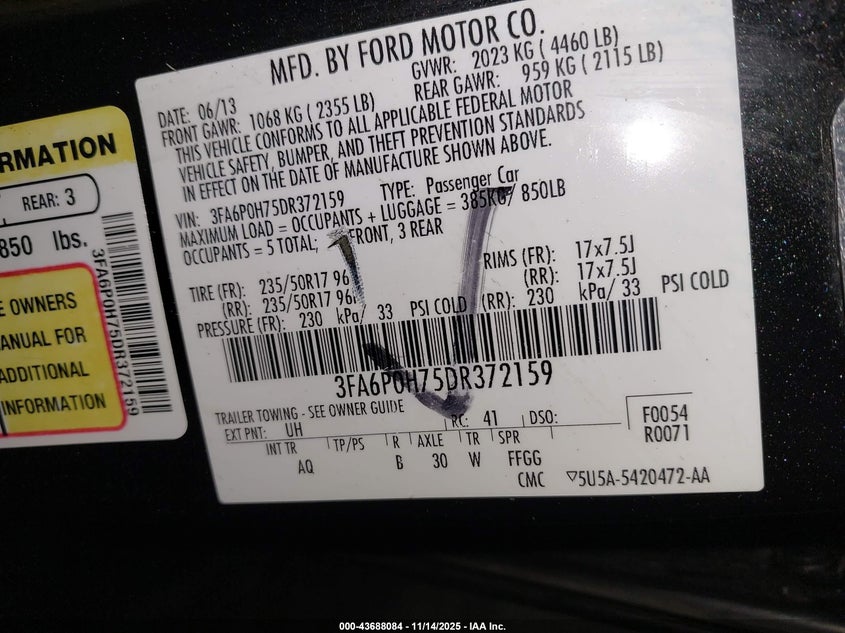 MFD. BY FORD MOTOR CO.
DATE: 06/13
GVWR: 2023 KG ( 4460 LB)
FRONT GAWR: 1068 KG ( 2355 LB)
REAR GAWR: 959 KG ( 2115 LB)
THIS VEHICLE CONFORMS TO ALL APPLICABLE FEDERAL MOTOR
VEHICLE SAFETY, BUMPER, AND THEFT PREVENTION STANDARDS
IN EFFECT ON THE DATE OF MANUFACTURE SHOWN ABOVE.
VIN: 3FA6P0H75DR372159
TYPE: Passenger Car
MAXIMUM LOAD = OCCUPANTS + LUGGAGE = 385KG/ 850LB
OCCUPANTS = 5 TOTAL; FRONT, 3 REAR
TIRE (FR): 235/50R17 96
RIMS (FR): 17x7.5J
(RR): 235/50R17 96
(RR): 17x7.5J
PRESSURE (FR): 230 kPa/ 33 PSI COLD (RR): 230 kPa/ 33 PSI COLD
3FA6P0H75DR372159
TRAILER TOWING - SEE OWNER GUIDE
EXT PNT: UH RC: 41 DSO:
F0054
R0071
INT TR TP/PS R AXLE TR SPR
AQ B 30 W FFGG
CMC 5U5A-5420472-AA
RMATION
REAR: 3
850 lbs.
3FA6P0H75DR372159
E OWNERS
ANUAL FOR
ADDITIONAL
INFORMATION
000-43688084 - 11/14/2025 - IAA Inc.